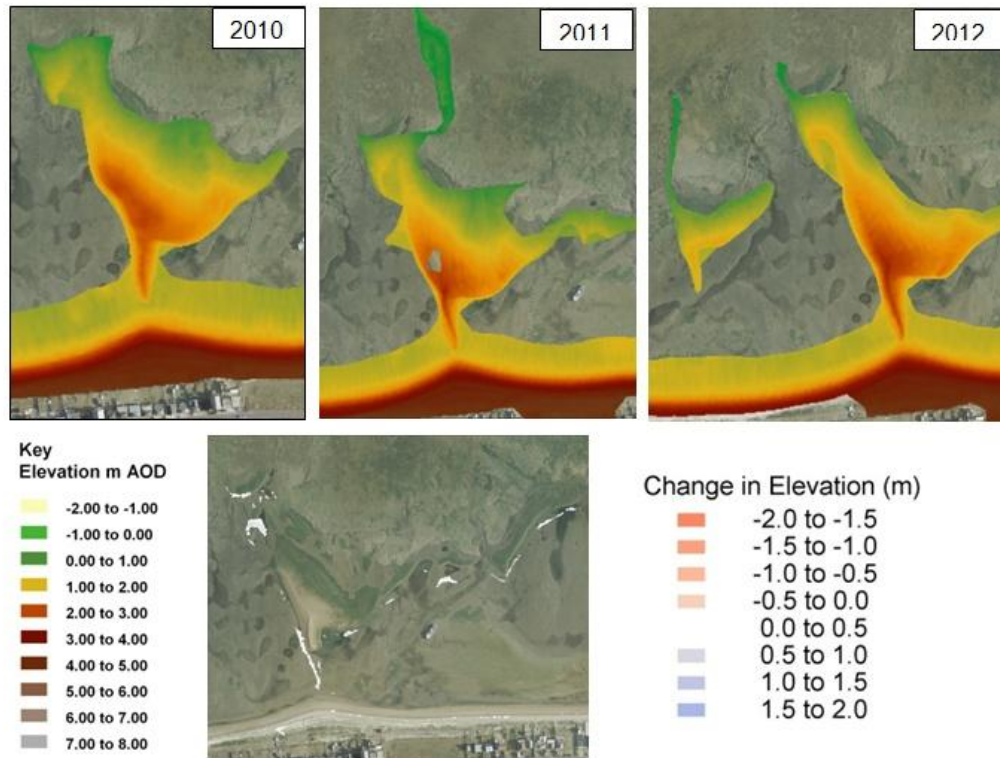 2010
2011
2012
Key
Elevation m AOD
-2.00 to -1.00
-1.00 to 0.00
0.00 to 1.00
1.00 to 2.00
2.00 to 3.00
3.00 to 4.00
4.00 to 5.00
5.00 to 6.00
6.00 to 7.00
7.00 to 8.00
Change in Elevation (m)
-2.0 to -1.5
-1.5 to -1.0
-1.0 to -0.5
-0.5 to 0.0
0.0 to 0.5
0.5 to 1.0
1.0 to 1.5
1.5 to 2.0